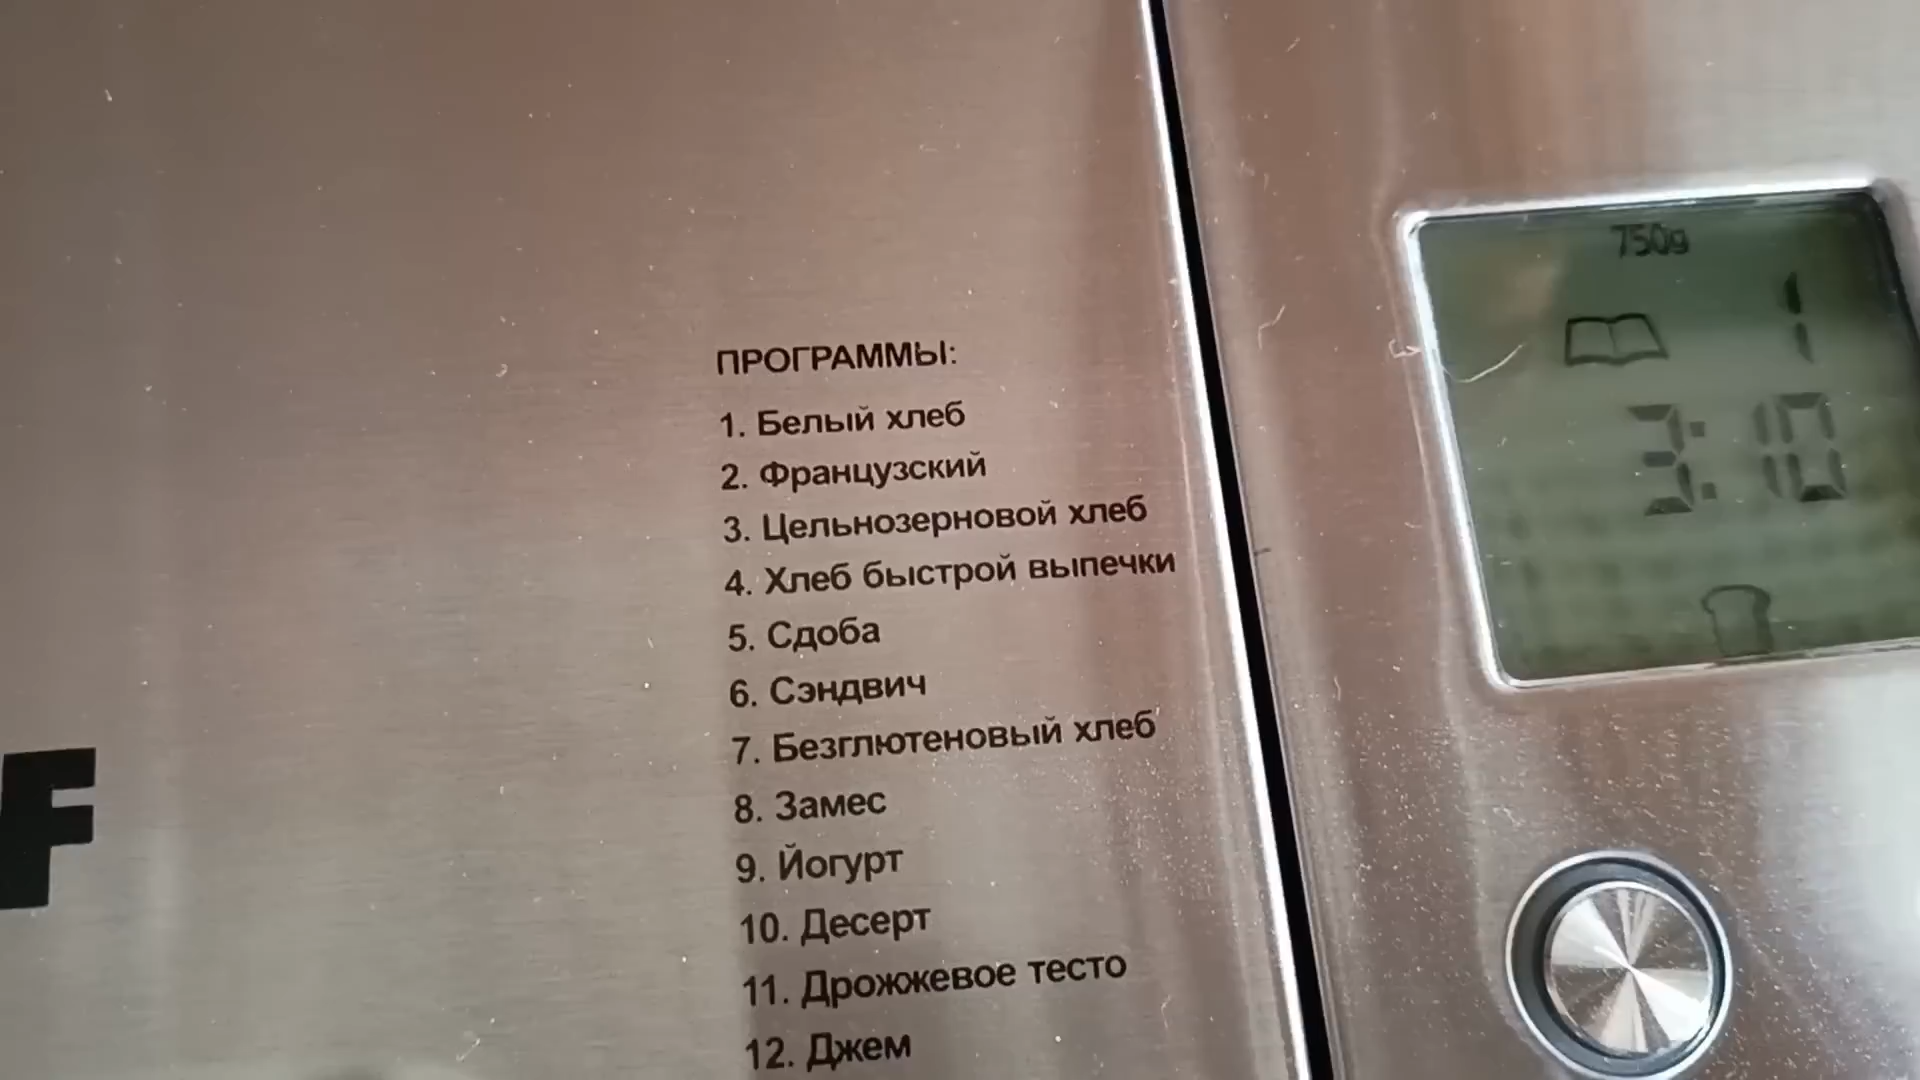 ПРОГРАММЫ:
1. Белый хлеб
2. Французский
3. Цельнозерновой хлеб
4. Хлеб быстрой выпечки
5. Сдоба
6. Сэндвич
7. Безглютеновый хлеб
8. Замес
9. Йогурт
10. Десерт
11. Дрожжевое тесто
12. Джем
F
750g
1
3:10